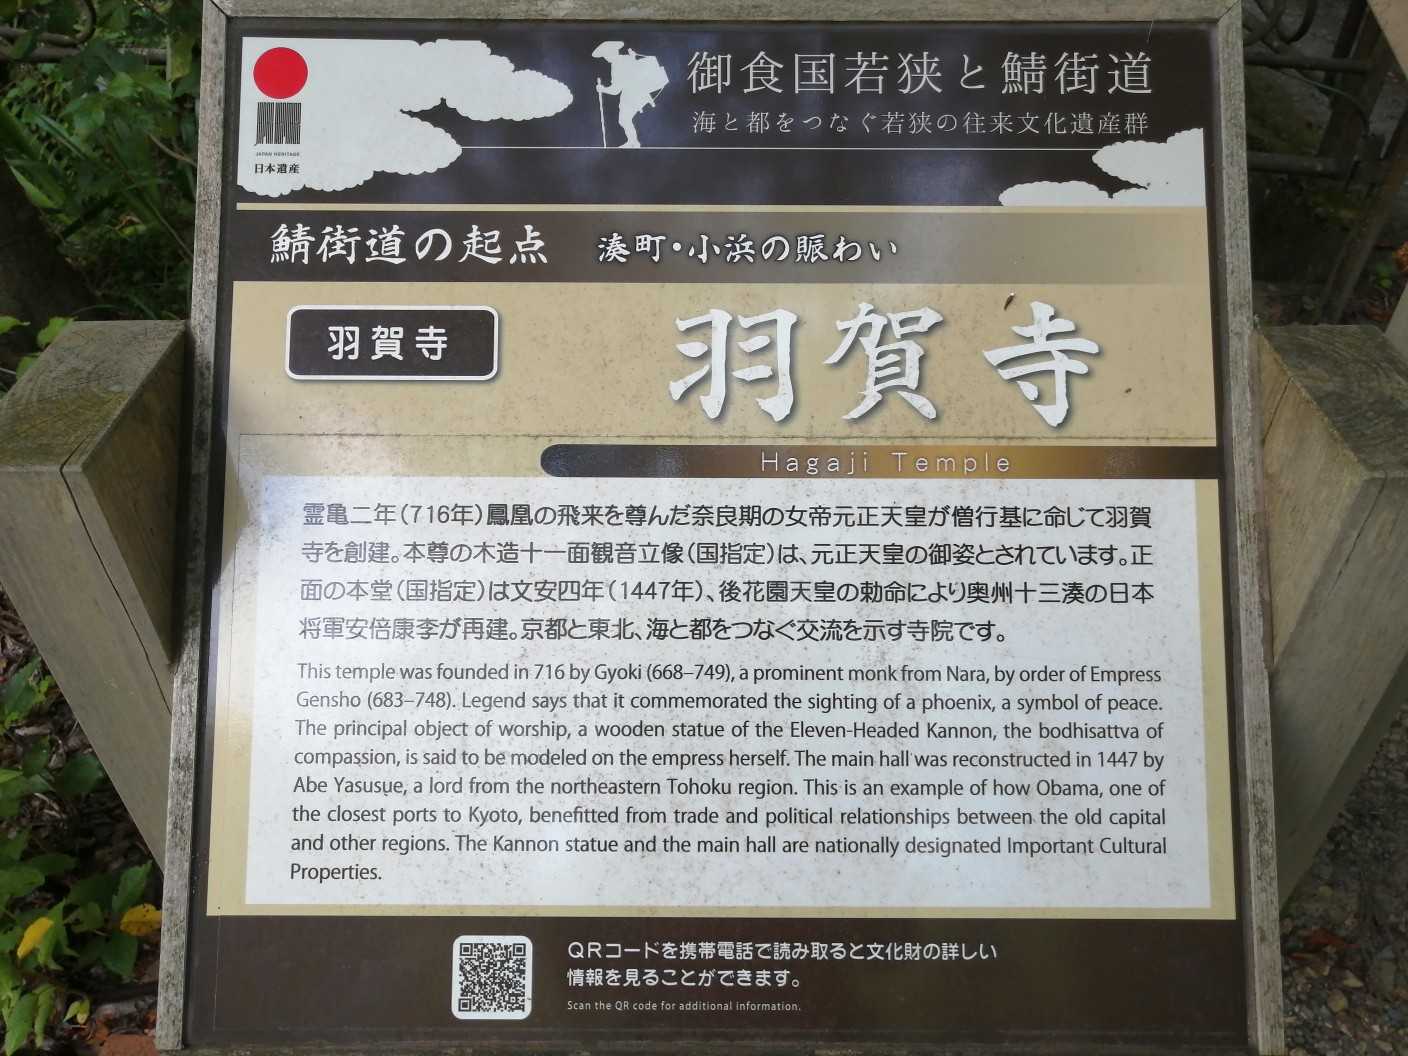 御食国若狭と鯖街道
海と都をつなぐ若狭の往来文化遺産群
JAPAN HERITAGE
日本遺産
鯖街道の起点 湊町・小浜の賑わい
羽賀寺
羽賀寺
Hagaji Temple
霊亀二年（716年）鳳凰の飛来を尊んだ奈良期の女帝元正天皇が僧行基に命じて羽賀
寺を創建。本尊の木造十一面観音立像（国指定）は、元正天皇の御姿とされています。正
面の本堂（国指定）は文安四年（1447年）、後花園天皇の勅命により奥州十三湊の日本
将軍安倍康季が再建。京都と東北、海と都をつなぐ交流を示す寺院です。
This temple was founded in 716 by Gyoki (668–749), a prominent monk from Nara, by order of Empress
Gensho (683–748). Legend says that it commemorated the sighting of a phoenix, a symbol of peace.
The principal object of worship, a wooden statue of the Eleven-Headed Kannon, the bodhisattva of
compassion, is said to be modeled on the empress herself. The main hall was reconstructed in 1447 by
Abe Yasusue, a lord from the northeastern Tohoku region. This is an example of how Obama, one of
the closest ports to Kyoto, benefitted from trade and political relationships between the old capital
and other regions. The Kannon statue and the main hall are nationally designated Important Cultural
Properties.
QRコードを携帯電話で読み取ると文化財の詳しい
情報を見ることができます。
Scan the QR code for additional information.